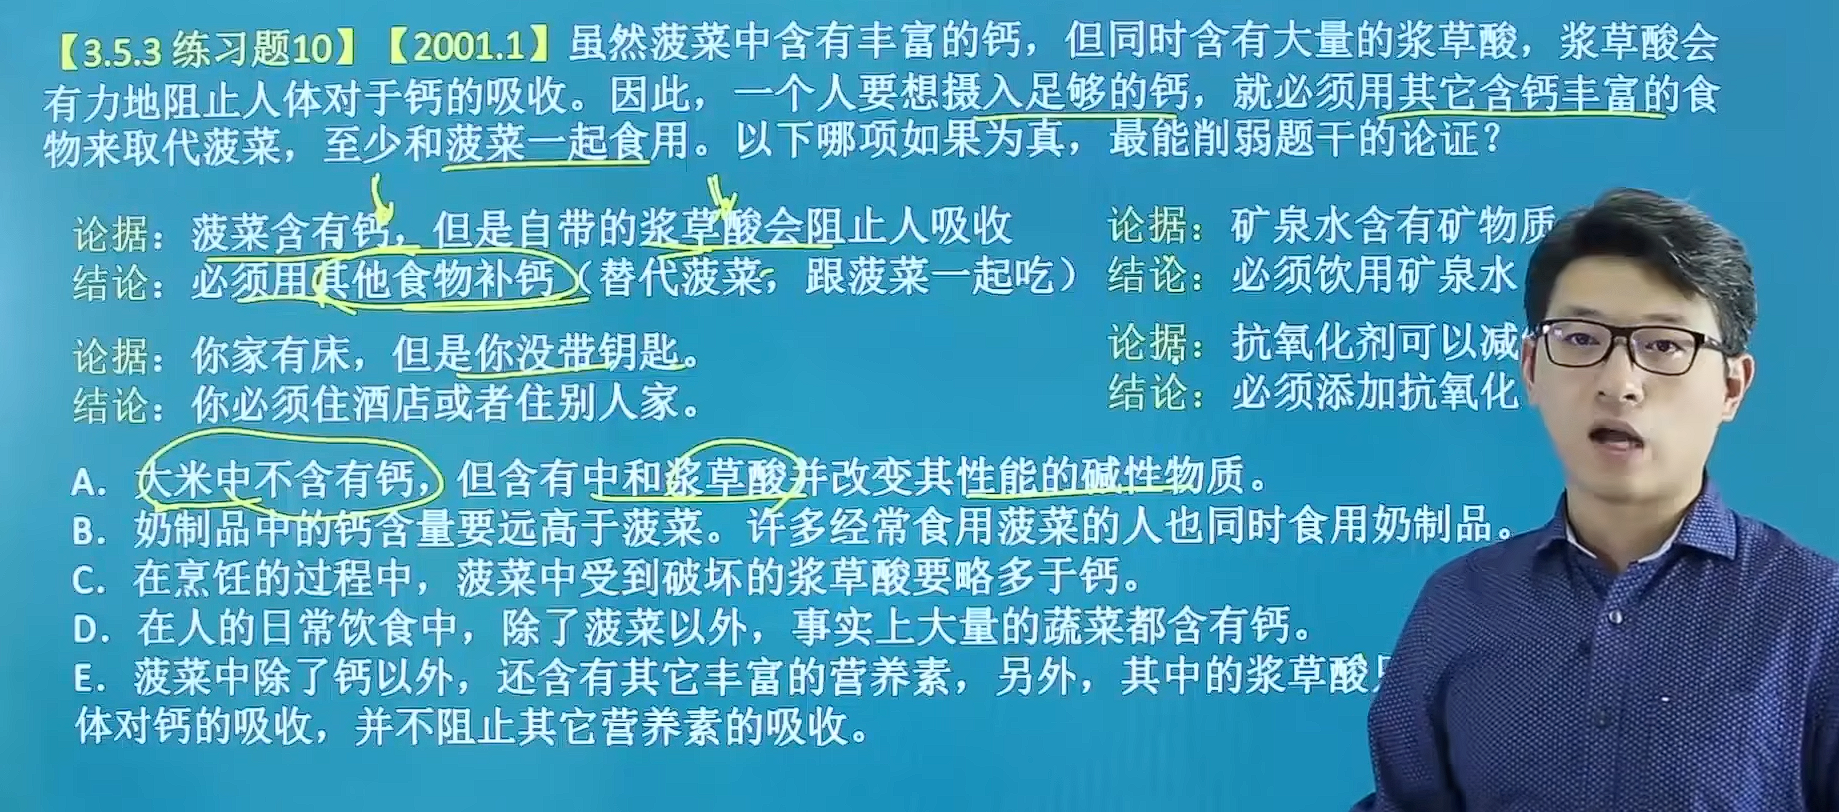 【3.5.3 练习题10】【2001.1】虽然菠菜中含有丰富的钙，但同时含有大量的浆草酸，浆草酸会
有力地阻止人体对于钙的吸收。因此，一个人要想摄入足够的钙，就必须用其它含钙丰富的食
物来取代菠菜，至少和菠菜一起食用。以下哪项如果为真，最能削弱题干的论证？
论据：菠菜含有钙，但是自带的浆草酸会阻止人吸收
结论：必须用其他食物补钙（替代菠菜，跟菠菜一起吃）
论据：矿泉水含有矿物质
结论：必须饮用矿泉水
论据：你家有床，但是你没带钥匙。
结论：你必须住酒店或者住别人家。
论据：抗氧化剂可以减
结论：必须添加抗氧化
A. 大米中不含有钙，但含有中和浆草酸并改变其性能的碱性物质。
B. 奶制品中的钙含量要远高于菠菜。许多经常食用菠菜的人也同时食用奶制品。
C. 在烹饪的过程中，菠菜中受到破坏的浆草酸要略多于钙。
D. 在人的日常饮食中，除了菠菜以外，事实上大量的蔬菜都含有钙。
E. 菠菜中除了钙以外，还含有其它丰富的营养素，另外，其中的浆草酸
体对钙的吸收，并不阻止其它营养素的吸收。